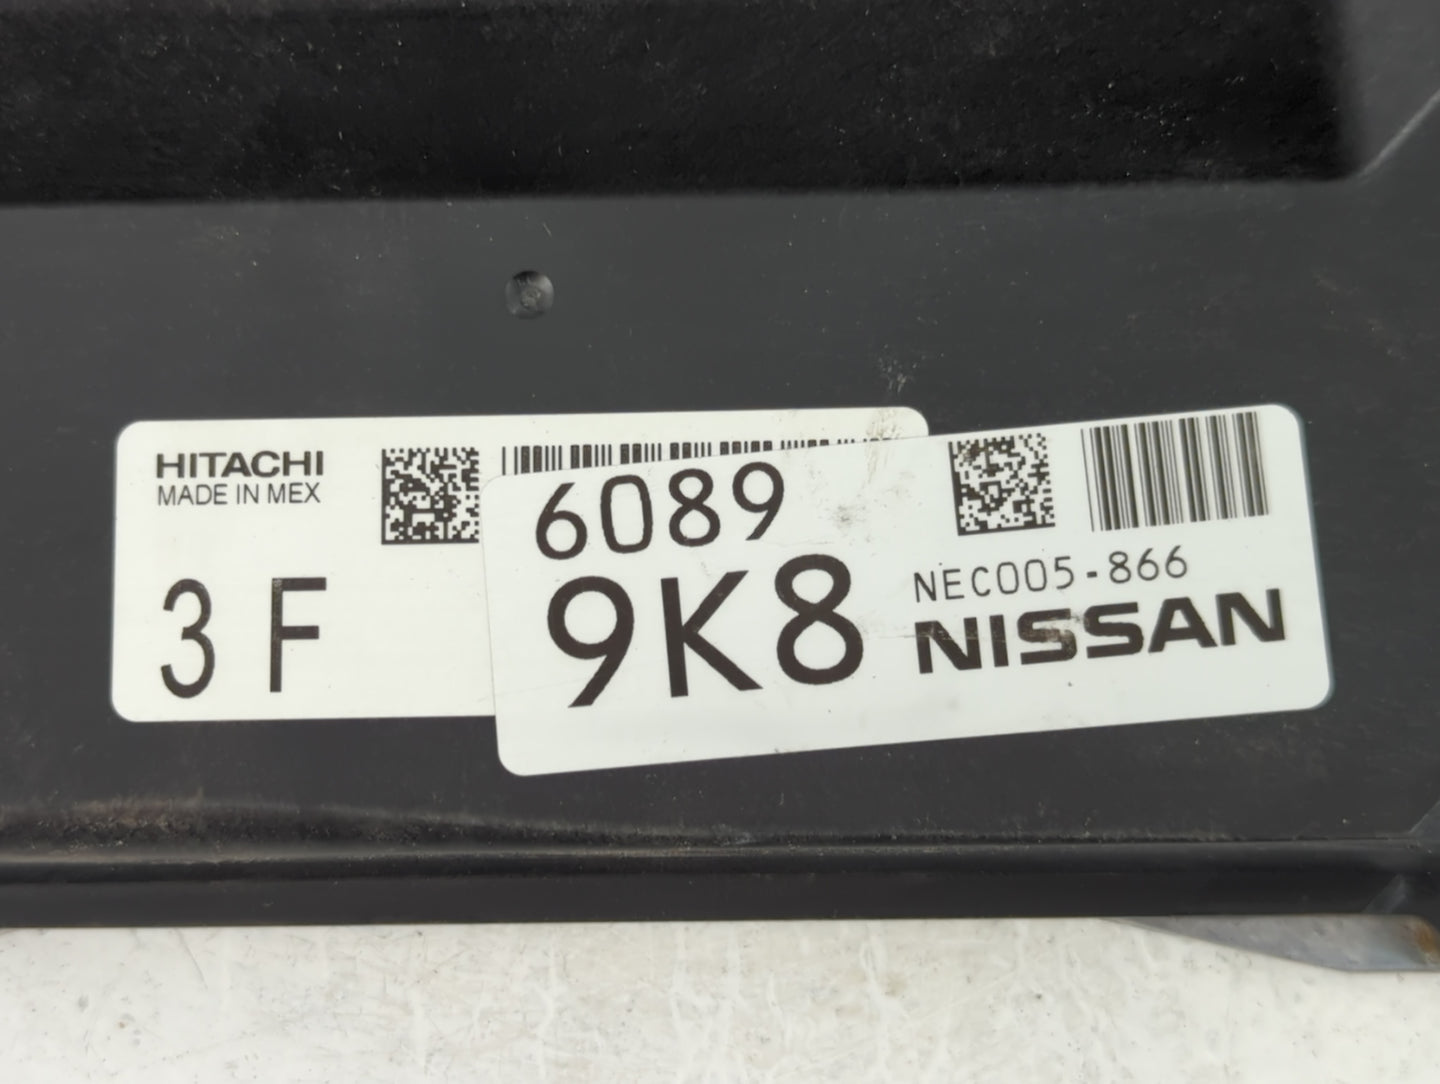 HITACHI
MADE IN MEX
3 F
6089
9K8
NEC005-866
NISSAN